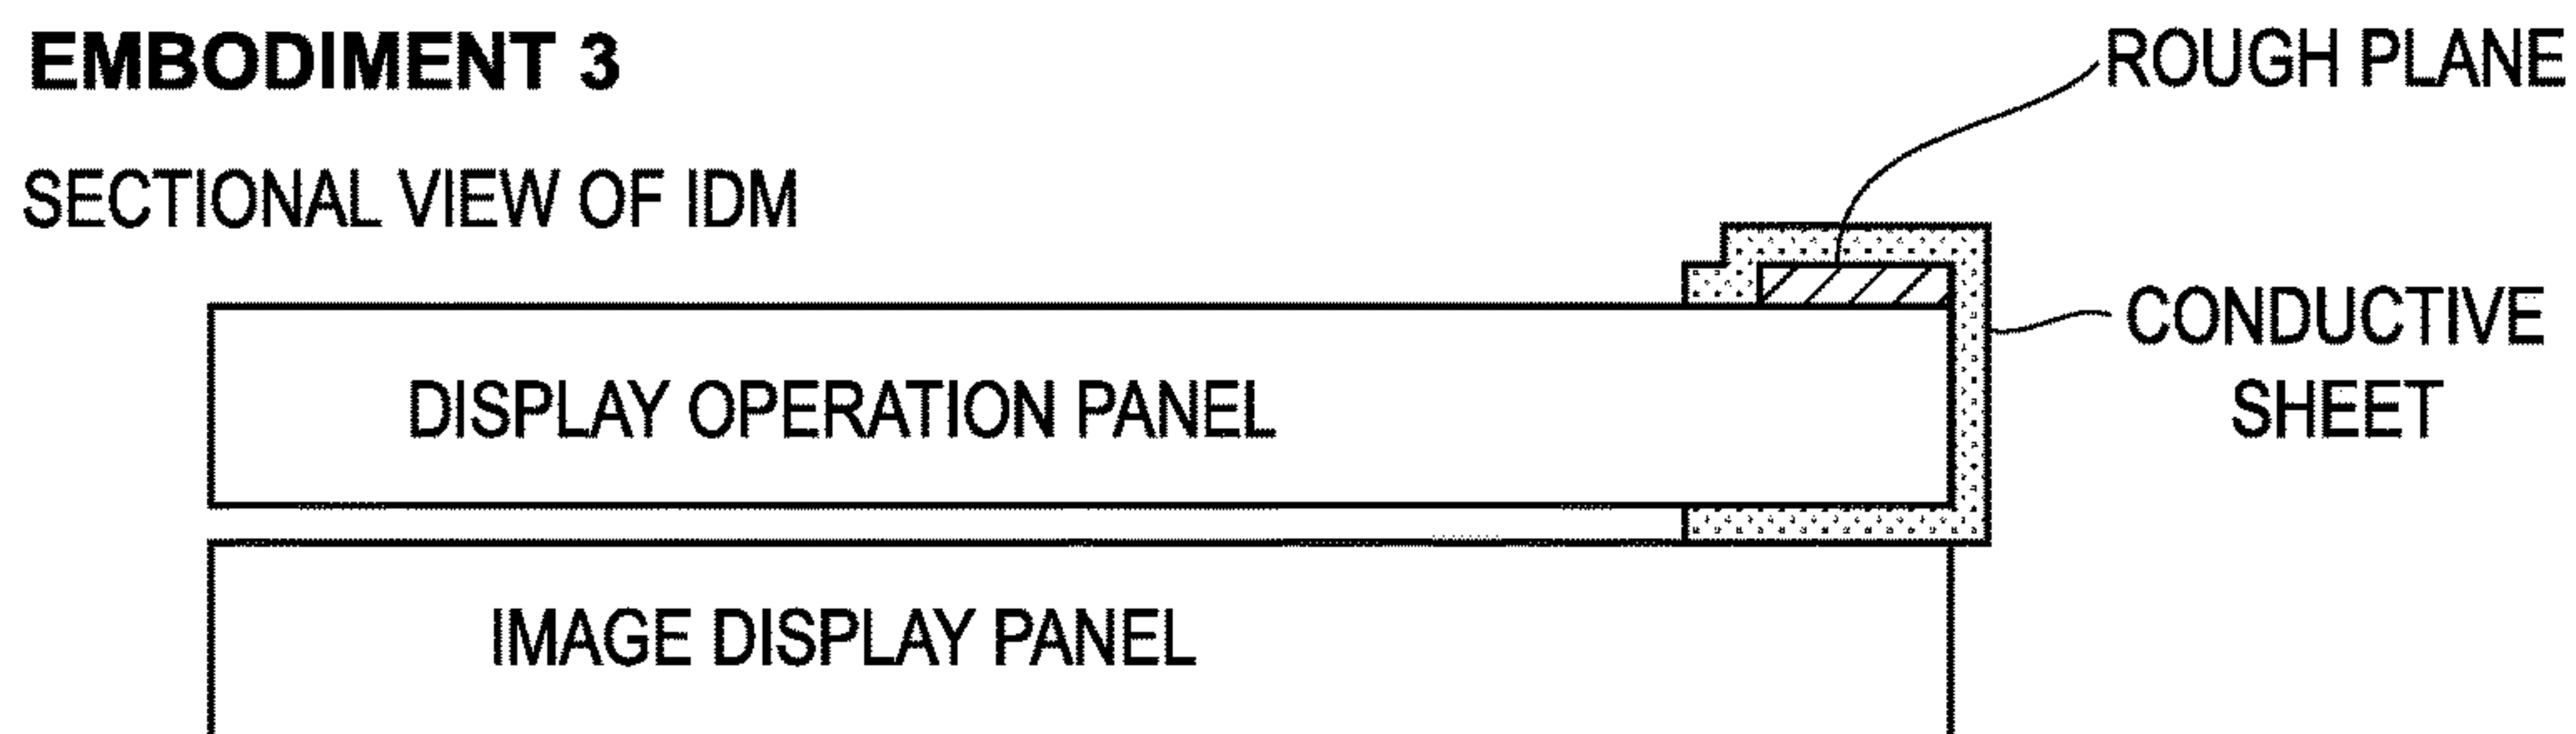 EMBODIMENT 3
ROUGH PLANE
SECTIONAL VIEW OF IDM
CONDUCTIVE
SHEET
DISPLAY OPERATION PANEL
IMAGE DISPLAY PANEL